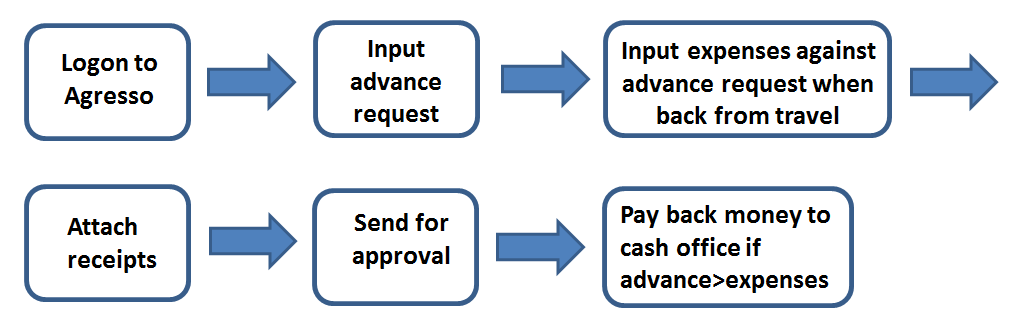 Logon to
Agresso
Input
advance
request
Input expenses against
advance request when
back from travel
Attach
receipts
Send for
approval
Pay back money to
cash office if
advance>expenses